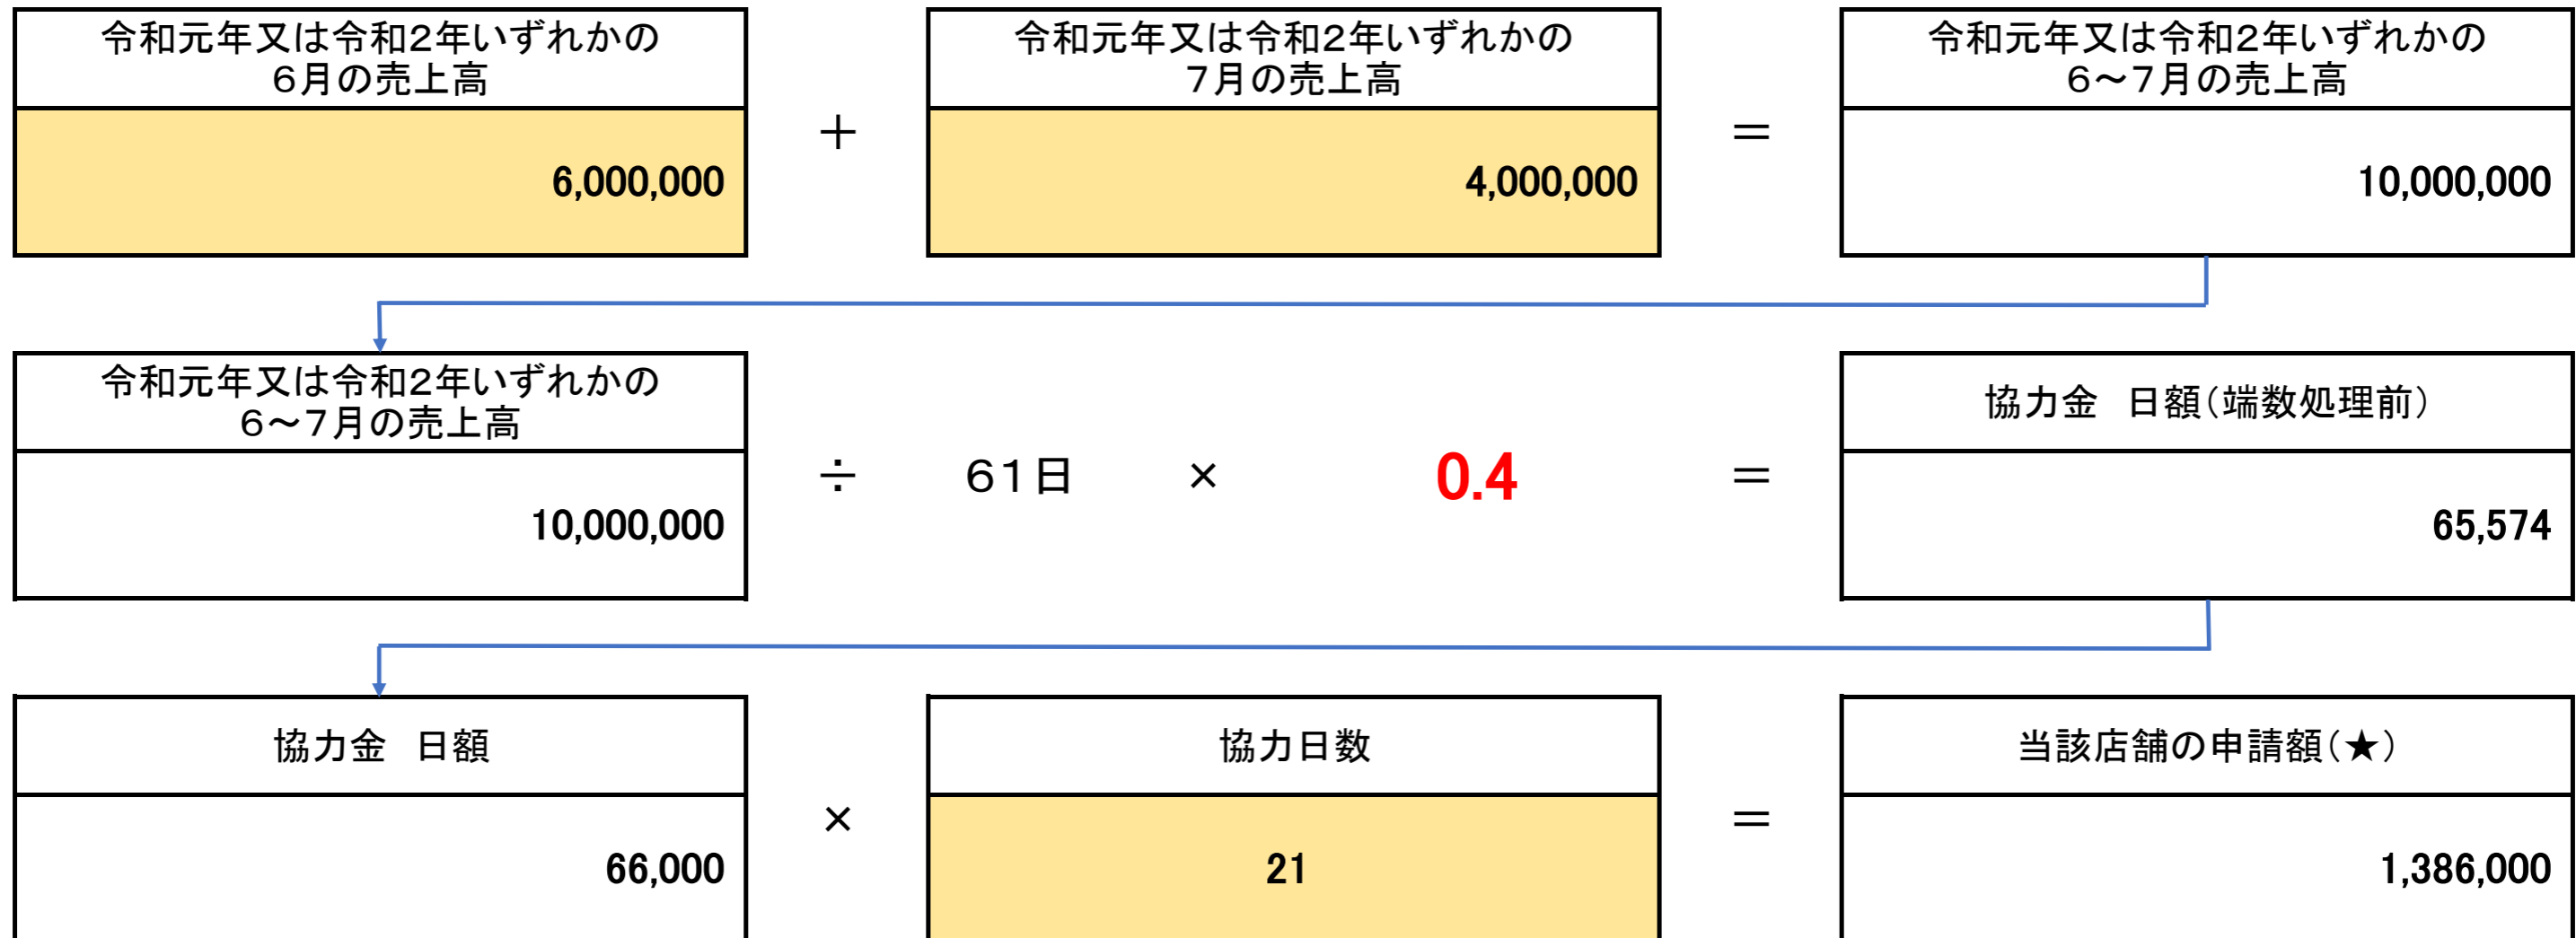 令和元年又は令和2年いずれかの
6月の売上高
6,000,000
＋
令和元年又は令和2年いずれかの
7月の売上高
4,000,000
＝
令和元年又は令和2年いずれかの
6～7月の売上高
10,000,000
令和元年又は令和2年いずれかの
6～7月の売上高
10,000,000
÷　61日　×　0.4　＝
協力金　日額（端数処理前）
65,574
協力金　日額
66,000
×
協力日数
21
＝
当該店舗の申請額（★）
1,386,000